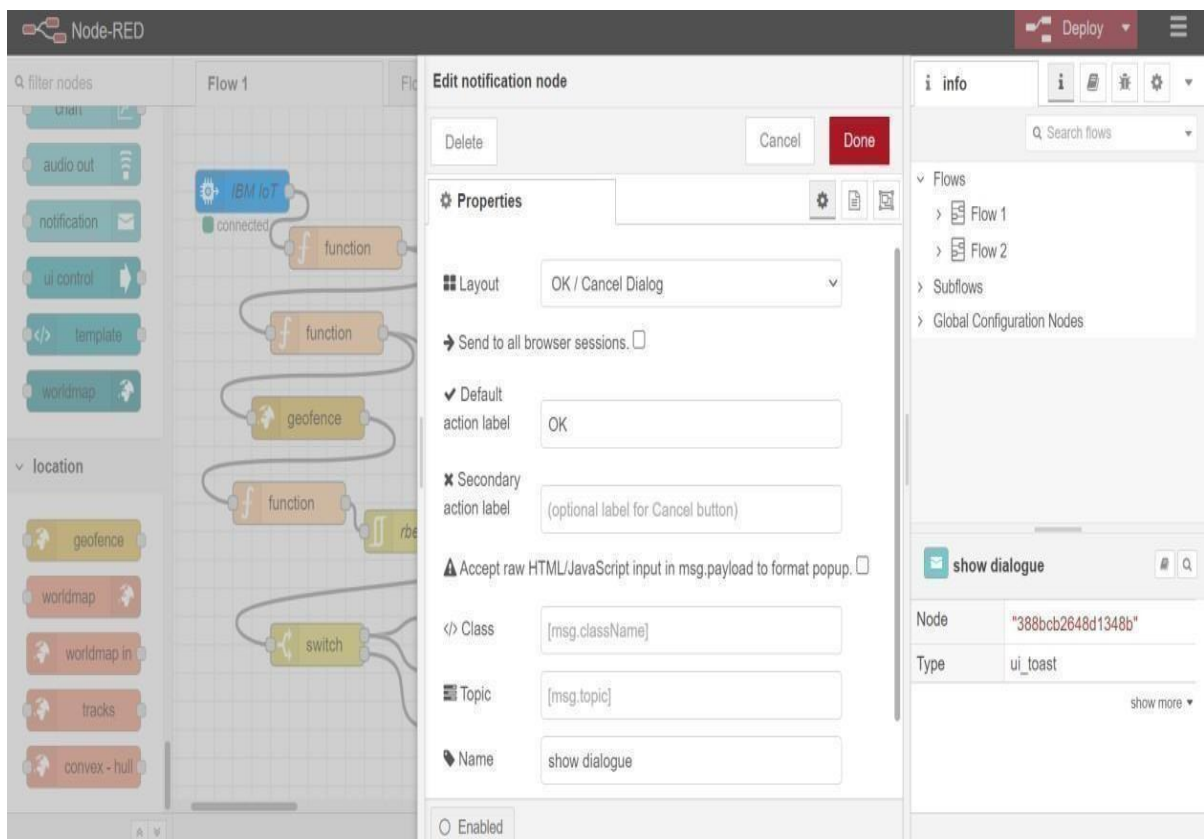 Node-RED
Deploy
filter nodes
chart
audio out
notification
ui control
template
worldmap
location
geofence
worldmap
worldmap in
tracks
convex - hull
Flow 1
Flo
IBM IoT
connected
function
function
geofence
function
rbe
switch
Edit notification node
Delete
Cancel
Done
Properties
Layout
OK / Cancel Dialog
Send to all browser sessions.
Default
action label
OK
Secondary
action label
(optional label for Cancel button)
Accept raw HTML/JavaScript input in msg.payload to format popup.
</> Class
[msg.className]
Topic
[msg.topic]
Name
show dialogue
Enabled
i info
i
Search flows
Flows
Flow 1
Flow 2
Subflows
Global Configuration Nodes
show dialogue
Node "388bcb2648d1348b"
Type ui_toast
show more